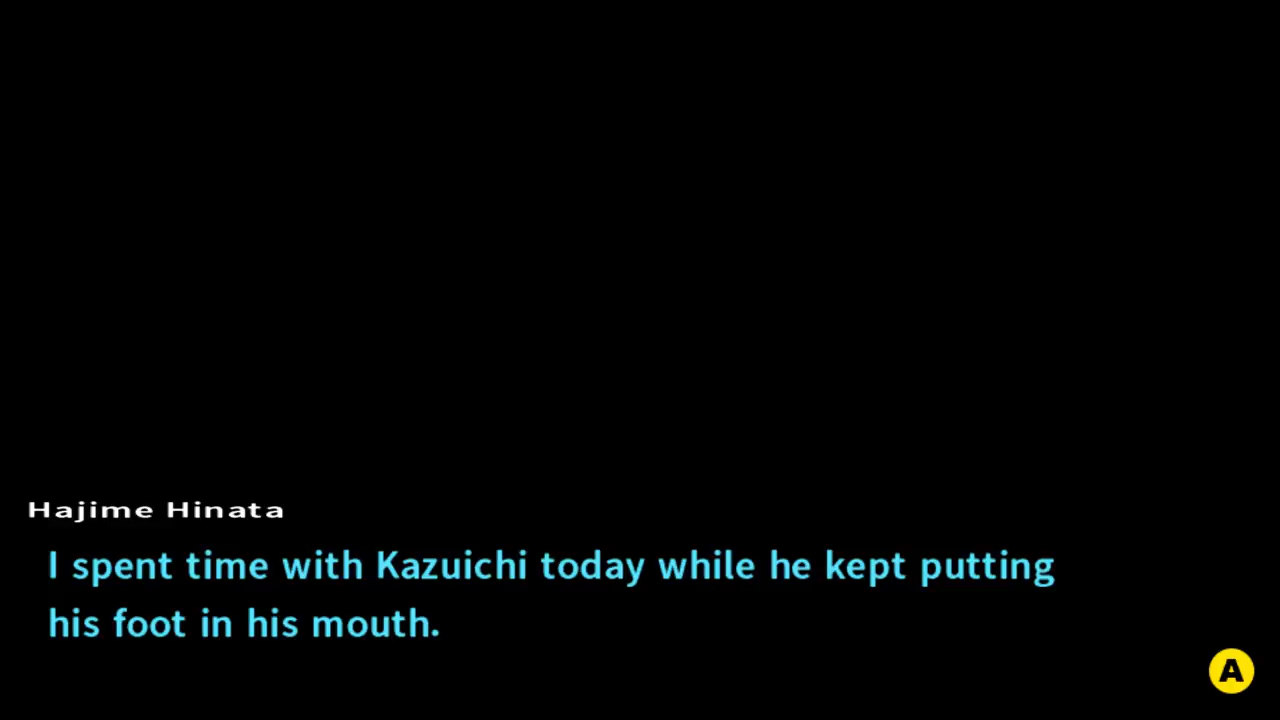 Hajime Hinata
I spent time with Kazuichi today while he kept putting
his foot in his mouth.
A